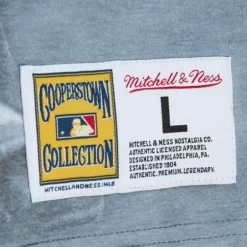 COOPERSTOWN
COLLECTION
MITCHELLANDNESS/MLB
Mitchell & Ness
L
MITCHELL & NESS NOSTALGIA CO.
AUTHENTIC LICENSED APPAREL
DESIGNED IN PHILADELPHIA, PA.
ESTABLISHED 1904
AUTHENTIC.PREMIUM.LEGENDARY.